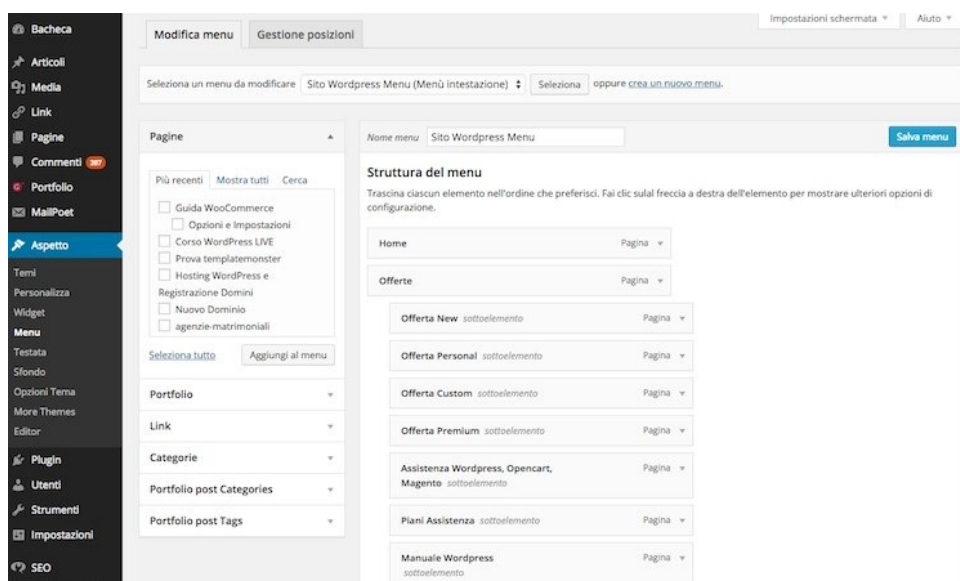 Impostazioni schermata
Aiuto
Bacheca
Articoli
Media
Link
Pagine
Commenti 387
Portfolio
MailPoet
Aspetto
Temi
Personalizza
Widget
Menu
Testata
Sfondo
Opzioni Tema
More Themes
Editor
Plugin
Utenti
Strumenti
Impostazioni
SEO
Modifica menu
Gestione posizioni
Seleziona un menu da modificare Sito Wordpress Menu (Menù intestazione) Seleziona oppure crea un nuovo menu.
Pagine
Più recenti Mostra tutti Cerca
Guida WooCommerce
Opzioni e Impostazioni
Corso WordPress LIVE
Prova templatemonster
Hosting WordPress e
Registrazione Domini
Nuovo Dominio
agenzie-matrimoniali
Seleziona tutto Aggiungi al menu
Portfolio
Link
Categorie
Portfolio post Categories
Portfolio post Tags
Nome menu Sito Wordpress Menu Salva menu
Struttura del menu
Trascina ciascun elemento nell'ordine che preferisci. Fai clic sulal freccia a destra dell'elemento per mostrare ulteriori opzioni di
configurazione.
Home Pagina
Offerte Pagina
Offerta New sottoelemento Pagina
Offerta Personal sottoelemento Pagina
Offerta Custom sottoelemento Pagina
Offerta Premium sottoelemento Pagina
Assistenza Wordpress, Opencart, Pagina
Magento sottoelemento
Piani Assistenza sottoelemento Pagina
Manuale Wordpress Pagina
sottoelemento